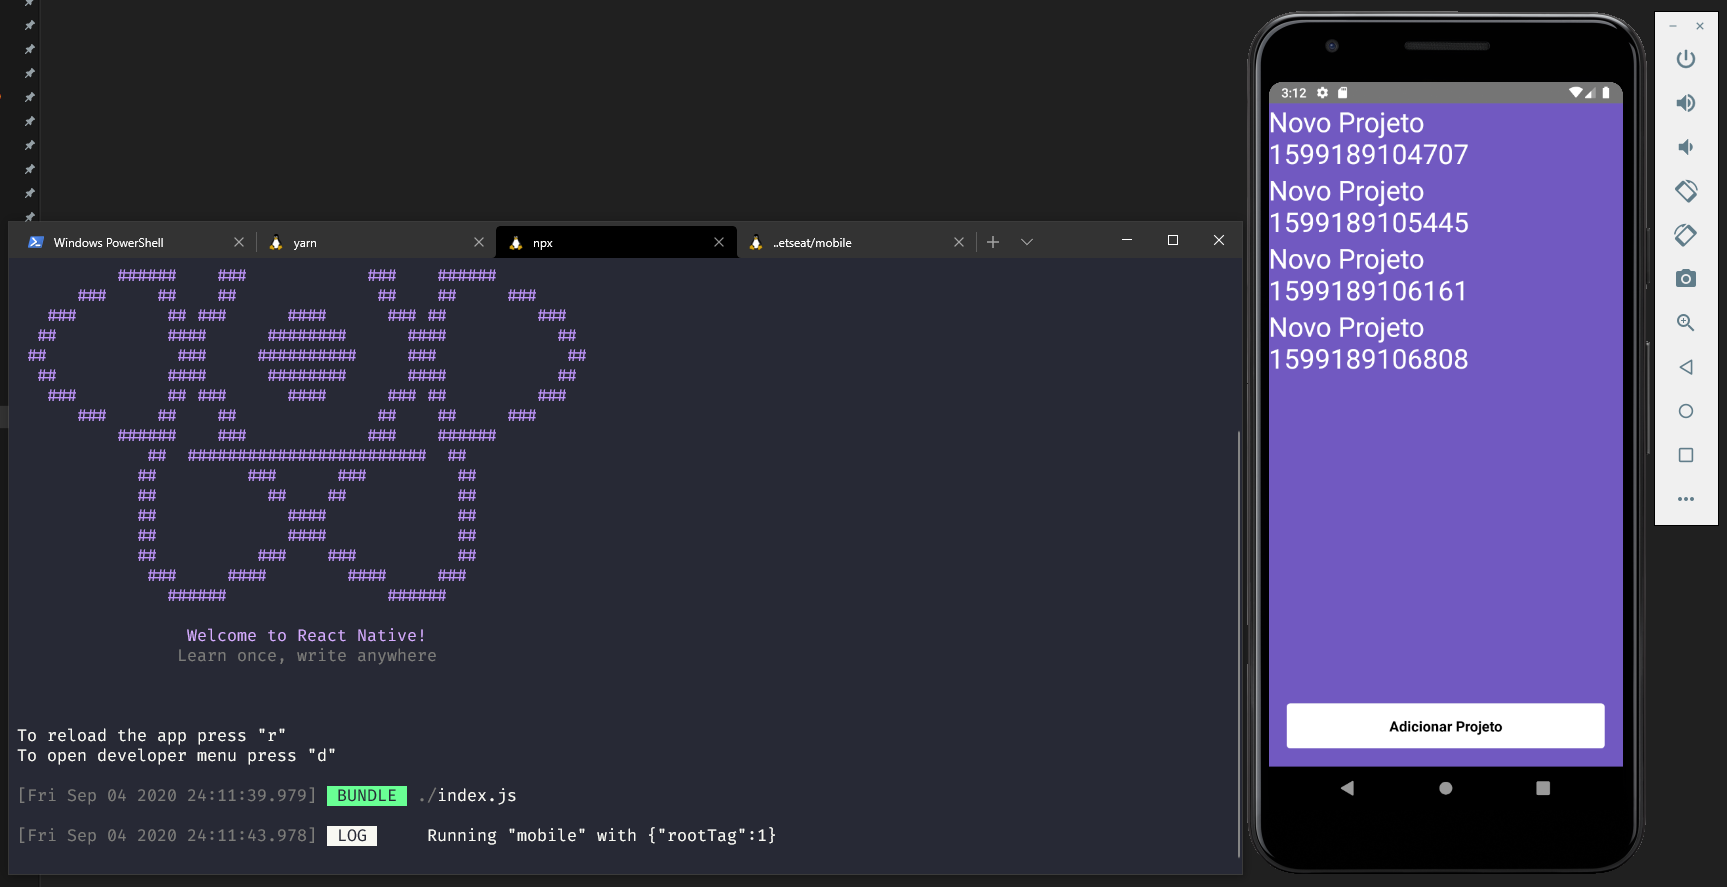 Windows PowerShell
yarn
npx
..etseat/mobile
###### ### ### ######
### ## ## ## ## ###
### ## ### #### ### ## ###
## #### ######## #### ##
## ### ########## ### ##
## #### ######## #### ##
### ## ### #### ### ## ###
### ## ## ## ## ###
###### ### ### ######
## ######################## ##
## ### ### ##
## ## ## ##
## #### ##
## #### ##
## ### ### ##
### #### #### ###
###### ######
Welcome to React Native!
Learn once, write anywhere
To reload the app press "r"
To open developer menu press "d"
[Fri Sep 04 2020 24:11:39.979] BUNDLE ./index.js
[Fri Sep 04 2020 24:11:43.978] LOG Running "mobile" with {"rootTag":1}
3:12
Novo Projeto
1599189104707
Novo Projeto
1599189105445
Novo Projeto
1599189106161
Novo Projeto
1599189106808
Adicionar Projeto